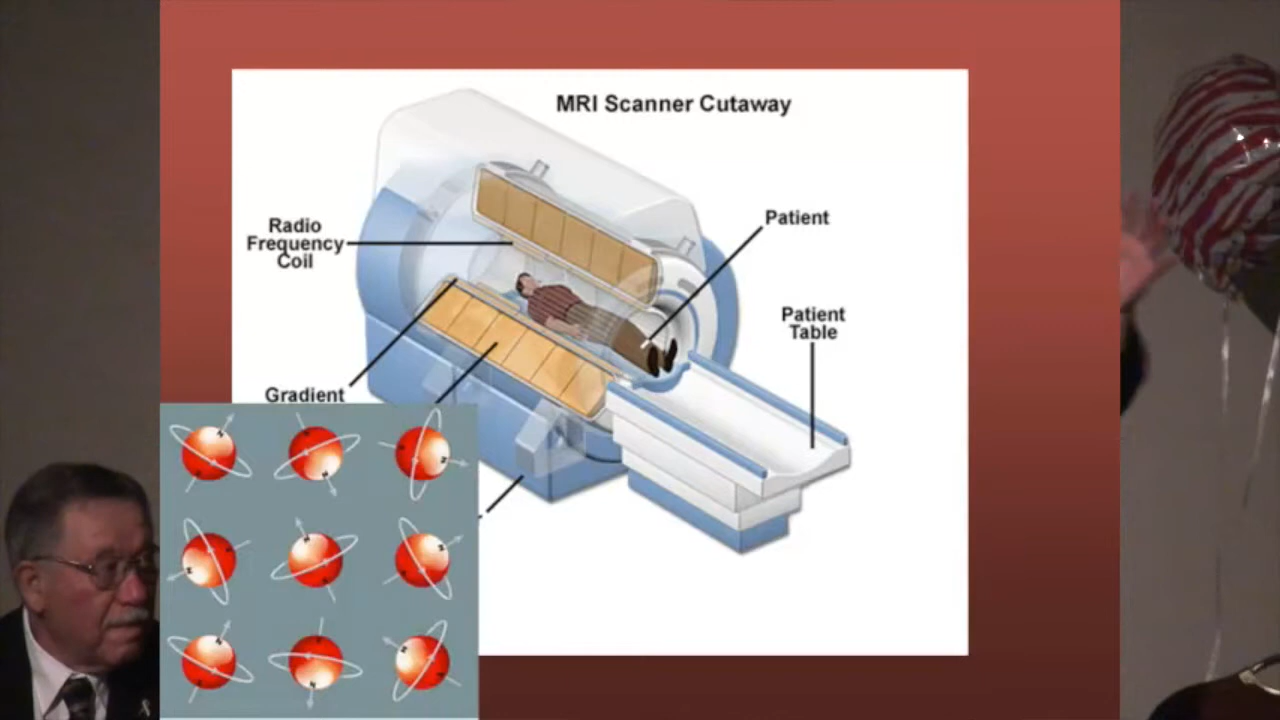 MRI Scanner Cutaway
Radio
Frequency
Coil
Patient
Patient
Table
Gradient